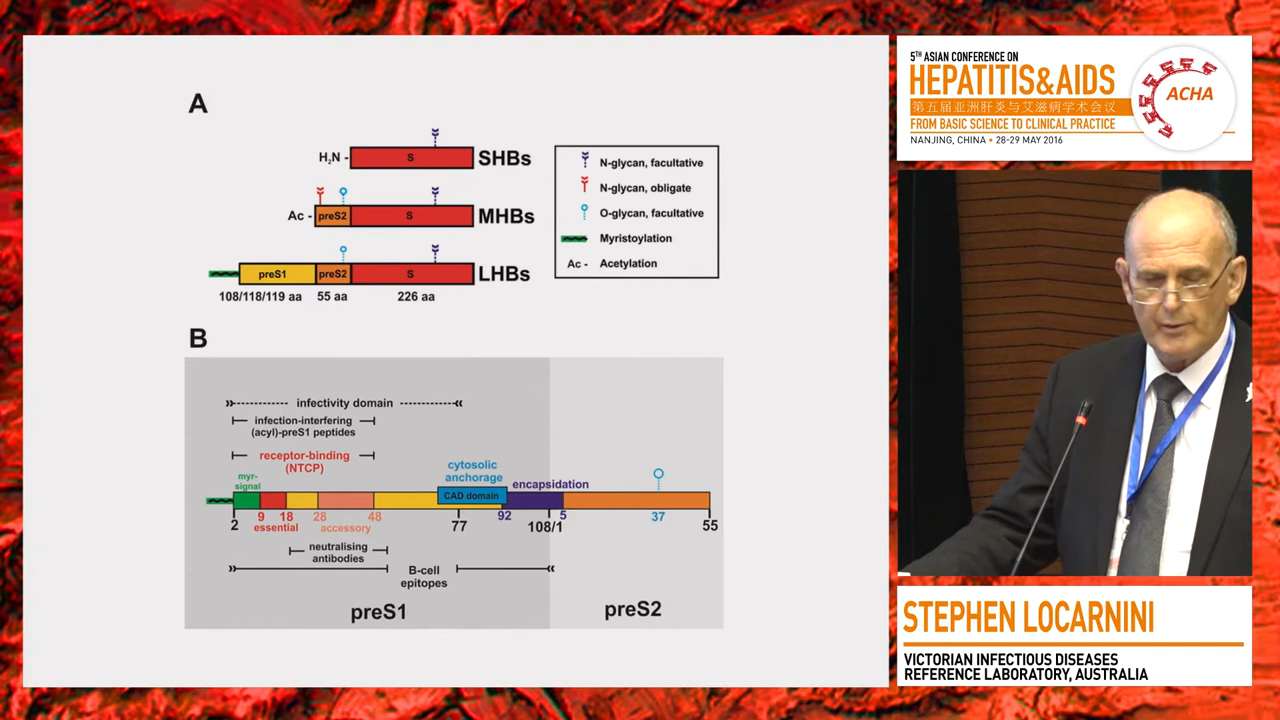 A
H₂N - S SHBs
Ac - preS2 S MHBs
preS1 preS2 S LHBs
108/118/119 aa 55 aa 226 aa
N-glycan, facultative
N-glycan, obligate
O-glycan, facultative
Myristoylation
Ac - Acetylation
B
infectivity domain
infection-interfering
(acyl)-preS1 peptides
receptor-binding
(NTCP)
myr-
signal
cytosolic
anchorage
CAD domain
encapsidation
2 9 18 28 48 77 92 108/1 5 37 55
essential accessory
neutralising
antibodies
B-cell
epitopes
preS1 preS2
5TH ASIAN CONFERENCE ON
HEPATITIS&AIDS
第五届亚洲肝炎与艾滋病学术会议
FROM BASIC SCIENCE TO CLINICAL PRACTICE
NANJING, CHINA • 28-29 MAY 2016
ACHA
STEPHEN LOCARNINI
VICTORIAN INFECTIOUS DISEASES
REFERENCE LABORATORY, AUSTRALIA